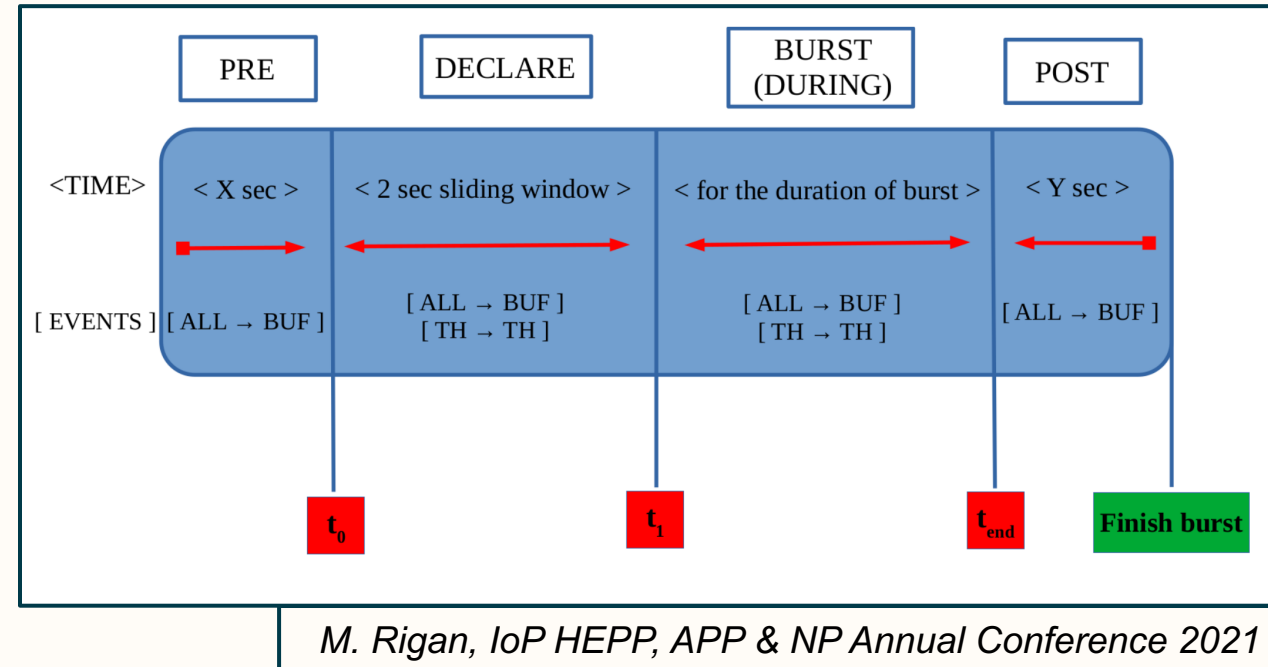 PRE
DECLARE
BURST
(DURING)
POST
<TIME>
< X sec >
< 2 sec sliding window >
< for the duration of burst >
< Y sec >
[ EVENTS ]
[ ALL → BUF ]
[ ALL → BUF ]
[ TH → TH ]
[ ALL → BUF ]
[ TH → TH ]
[ ALL → BUF ]
t0
t1
tend
Finish burst
M. Rigan, IoP HEPP, APP & NP Annual Conference 2021